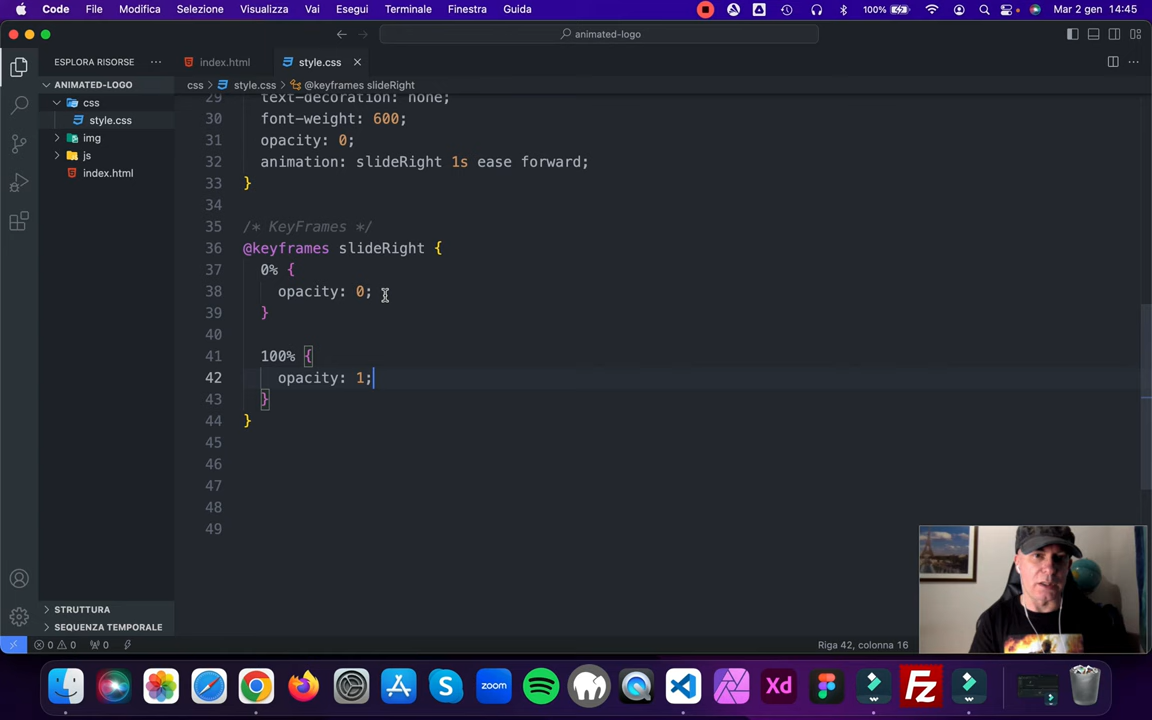 Code File Modifica Selezione Visualizza Vai Esegui Terminale Finestra Guida 100% Mar 2 gen 14:45
animated-logo
ESPLORA RISORSE
index.html style.css
ANIMATED-LOGO
css > style.css > @keyframes slideRight
css
style.css
img
js
index.html
29 text-decoration: none;
30 font-weight: 600;
31 opacity: 0;
32 animation: slideRight 1s ease forward;
33 }
34
35 /* KeyFrames */
36 @keyframes slideRight {
37 0% {
38 opacity: 0;
39 }
40
41 100% {
42 opacity: 1;
43 }
44 }
45
46
47
48
49
STRUTTURA
SEQUENZA TEMPORALE
0 0 0 Riga 42, colonna 16
zoom
Xd
Fz